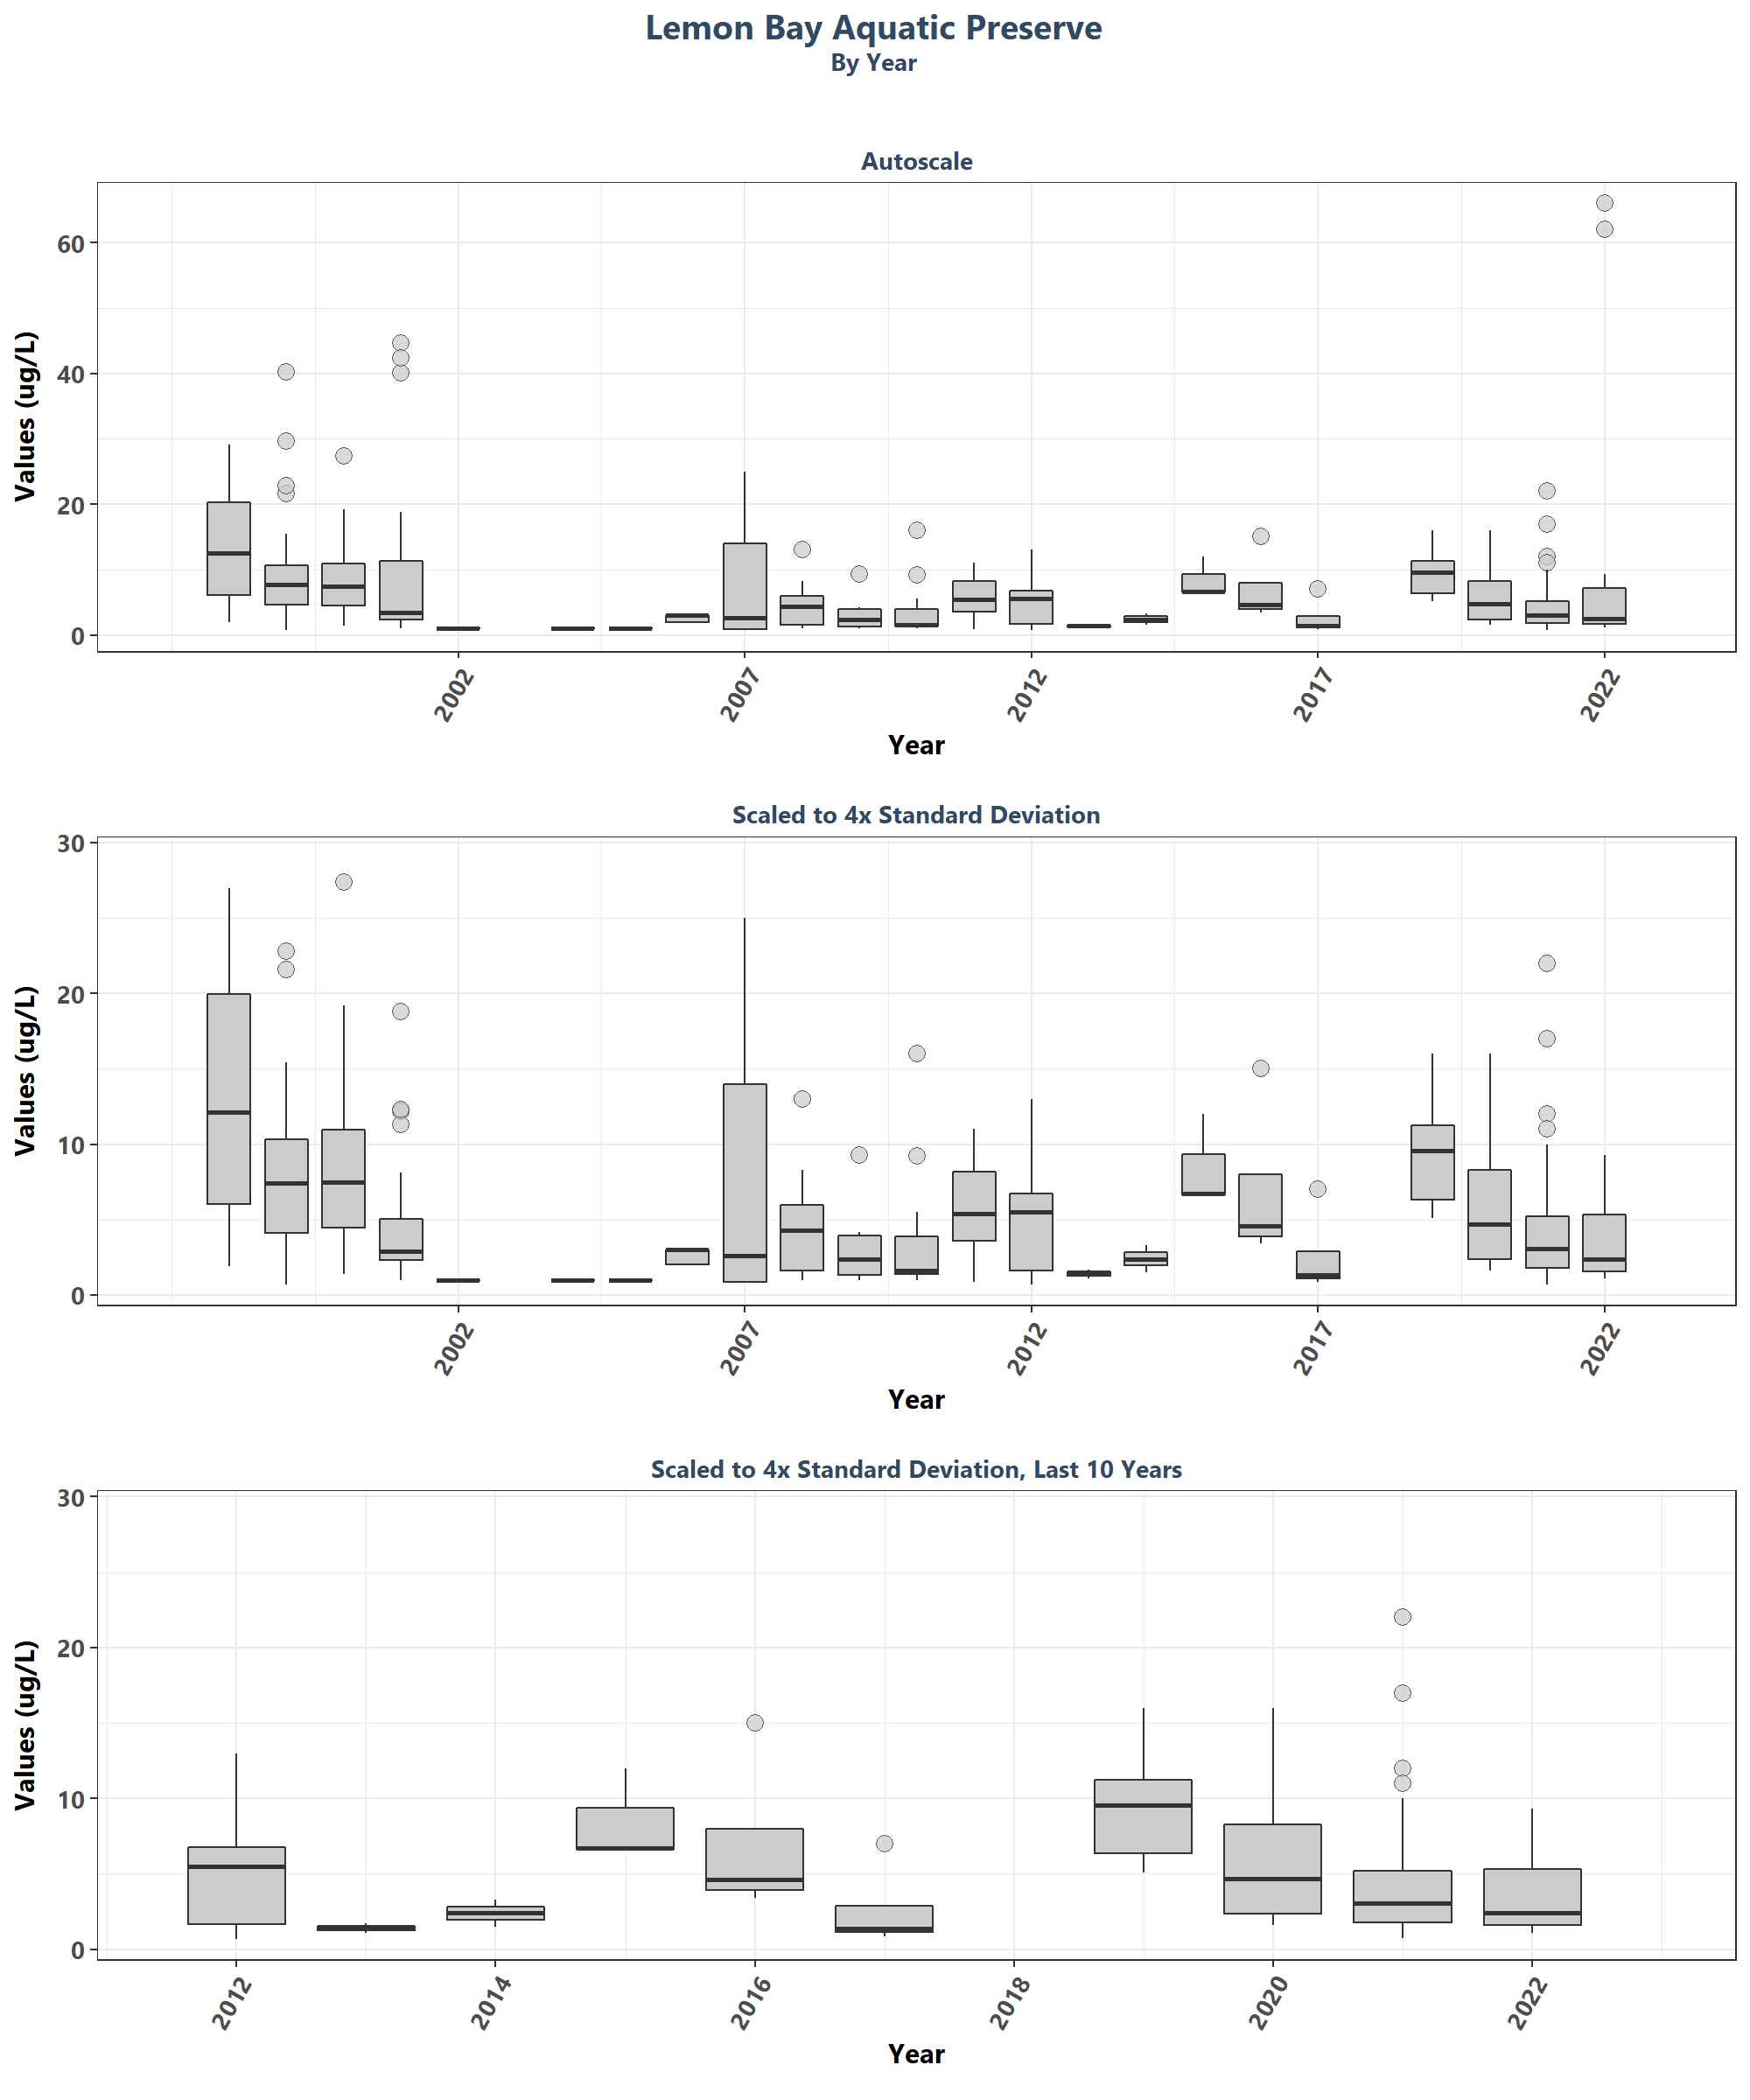 Lemon Bay Aquatic Preserve
By Year
Autoscale
Values (ug/L)
60
40
20
0
2002
2007
2012
2017
2022
Year
Scaled to 4x Standard Deviation
Values (ug/L)
30
20
10
0
2002
2007
2012
2017
2022
Year
Scaled to 4x Standard Deviation, Last 10 Years
Values (ug/L)
30
20
10
0
2012
2014
2016
2018
2020
2022
Year